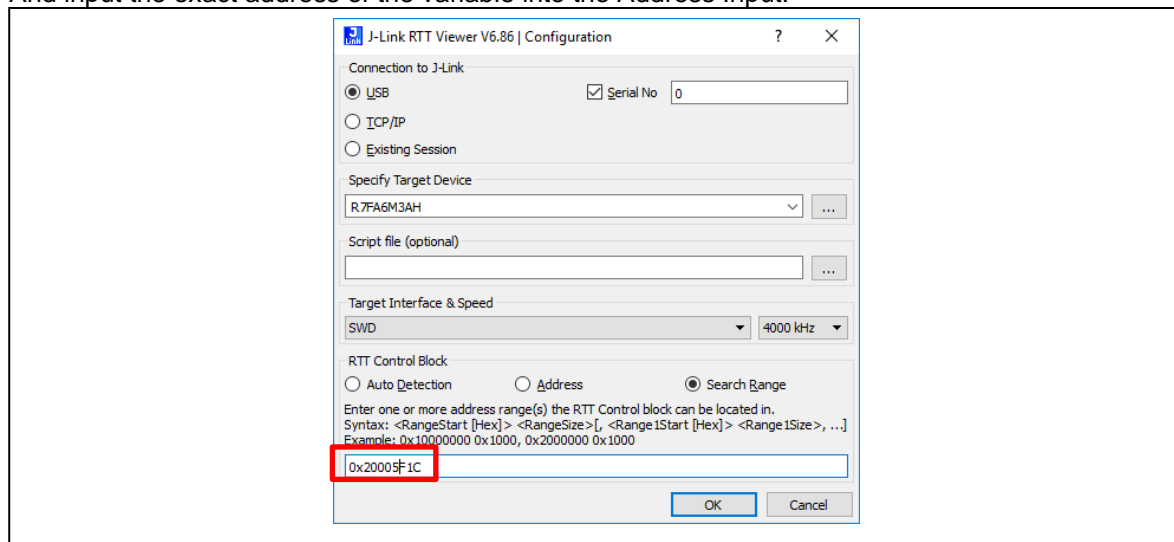 And input the exact address of the variable into the Address input.
J-Link RTT Viewer V6.86 | Configuration ? X
Connection to J-Link
USB Serial No 0
TCP/IP
Existing Session
Specify Target Device
R7FA6M3AH ...
Script file (optional)
...
Target Interface & Speed
SWD 4000 kHz
RTT Control Block
Auto Detection Address Search Range
Enter one or more address range(s) the RTT Control block can be located in.
Syntax: <RangeStart [Hex]> <RangeSize>[, <Range1Start [Hex]> <Range1Size>, ...]
Example: 0x10000000 0x1000, 0x2000000 0x1000
0x20005F1C
OK Cancel